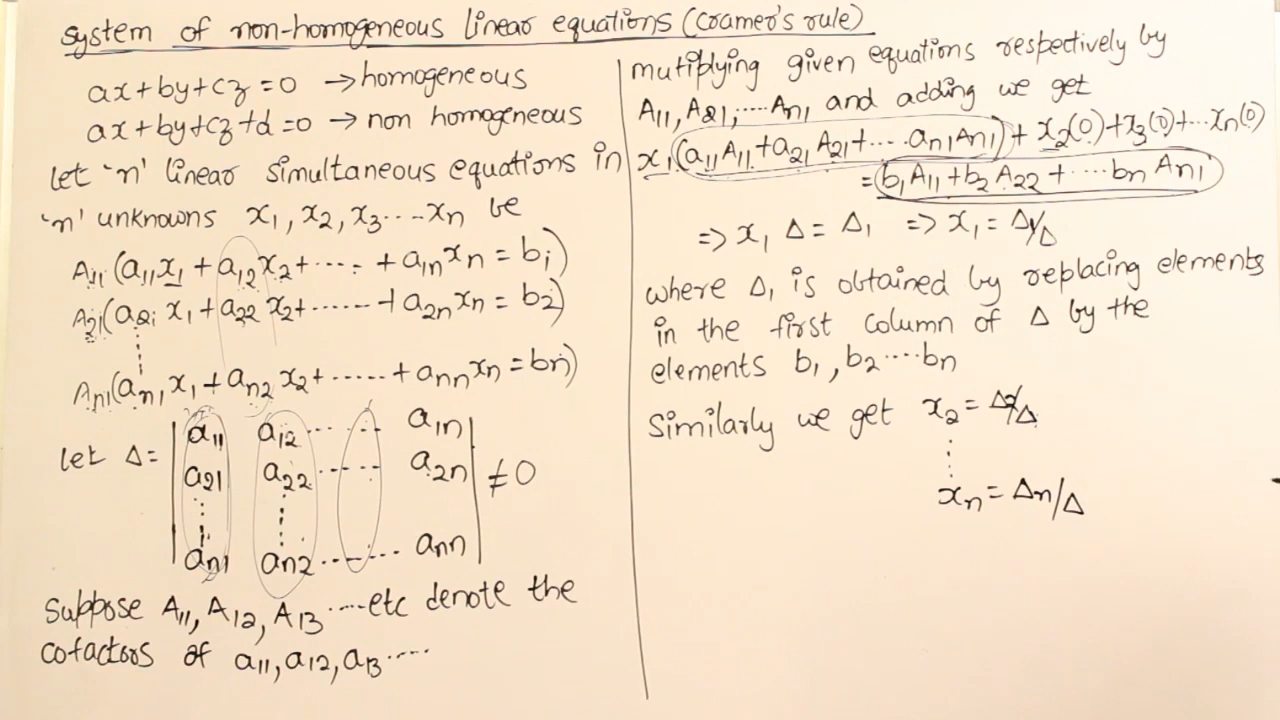 system of non-homogeneous linear equations (cramer's rule)
ax+by+cz=0 → homogeneous
ax+by+cz+d=0 → non homogeneous
Let 'n' linear simultaneous equations in
'n' unknowns x₁, x₂, x₃....xₙ be
A₁₁(a₁₁x₁ + a₁₂x₂+..... + a₁ₙxₙ = b₁)
A₂₁(a₂₁ x₁ + a₂₂ x₂+...... + a₂ₙxₙ = b₂)
Aₙ₁(aₙ₁x₁ + aₙ₂ x₂+...... + aₙₙxₙ = bₙ)
let Δ = | a₁₁ a₁₂ ...... a₁ₙ |
a₂₁ a₂₂ ...... a₂ₙ ≠ 0
aₙ₁ aₙ₂ ...... aₙₙ
Suppose A₁₁, A₁₂, A₁₃ .....etc denote the
cofactors of a₁₁, a₁₂, a₁₃ .....
mutiplying given equations respectively by
A₁₁, A₂₁,.....Aₙ₁ and adding we get
x₁(a₁₁A₁₁+a₂₁A₂₁+.... aₙ₁Aₙ₁) + x₂(0)+x₃(0)+...xₙ(0)
= b₁A₁₁+b₂A₂₂+....bₙAₙ₁
=> x₁ Δ = Δ₁ => x₁ = Δ₁/Δ
where Δ₁ is obtained by replacing elements
in the first column of Δ by the
elements b₁, b₂....bₙ
Similarly we get x₂ = Δ₂/Δ
xₙ = Δn/Δ